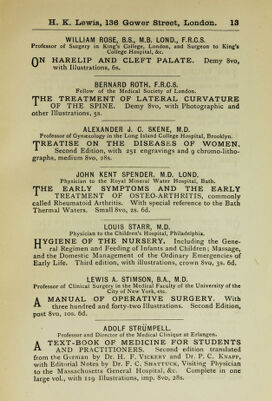 H. K. Lewis, 136 Gower Street, London. 13
WILLIAM ROSE, B.S., M.B. LOND., F.R.C.S.
Professor of Surgery in King's College, London, and Surgeon to King's
College Hospital, &c.
ON HARELIP AND CLEFT PALATE. Demy 8vo,
with Illustrations, 6s.
BERNARD ROTH, F.R.C.S.
Fellow of the Medical Society of London.
THE TREATMENT OF LATERAL CURVATURE
OF THE SPINE. Demy 8vo, with Photographic and
other Illustrations, 5s.
ALEXANDER J. C. SKENE, M.D.
Professor of Gynæcology in the Long Island College Hospital, Brooklyn.
TREATISE ON THE DISEASES OF WOMEN.
Second Edition, with 251 engravings and 9 chromo-litho-
graphs, medium 8vo, 28s.
JOHN KENT SPENDER, M.D. LOND.
Physician to the Royal Mineral Water Hospital, Bath.
THE EARLY SYMPTOMS AND THE EARLY
TREATMENT OF OSTEO-ARTHRITIS, commonly
called Rheumatoid Arthritis. With special reference to the Bath
Thermal Waters. Small 8vo, 2s. 6d.
LOUIS STARR, M.D.
Physician to the Children's Hospital, Philadelphia.
HYGIENE OF THE NURSERY. Including the Gene-
ral Regimen and Feeding of Infants and Children; Massage,
and the Domestic Management of the Ordinary Emergencies of
Early Life. Third edition, with illustrations, crown 8vo, 3s. 6d.
LEWIS A. STIMSON, B.A., M.D.
Professor of Clinical Surgery in the Medical Faculty of the University of the
City of New York, etc.
A MANUAL OF OPERATIVE SURGERY. With
three hundred and forty-two Illustrations. Second Edition,
post 8vo, 10s. 6d.
ADOLF STRÜMPELL.
Professor and Director of the Medical Clinique at Erlangen.
A TEXT-BOOK OF MEDICINE FOR STUDENTS
AND PRACTITIONERS. Second edition translated
from the German by Dr. H. F. VICKERY and Dr. P. C. KNAPP,
with Editorial Notes by Dr. F. C. SHATTUCK, Visiting Physician
to the Massachusetts General Hospital, &c. Complete in one
large vol., with 119 Illustrations, imp. 8vo, 28s.